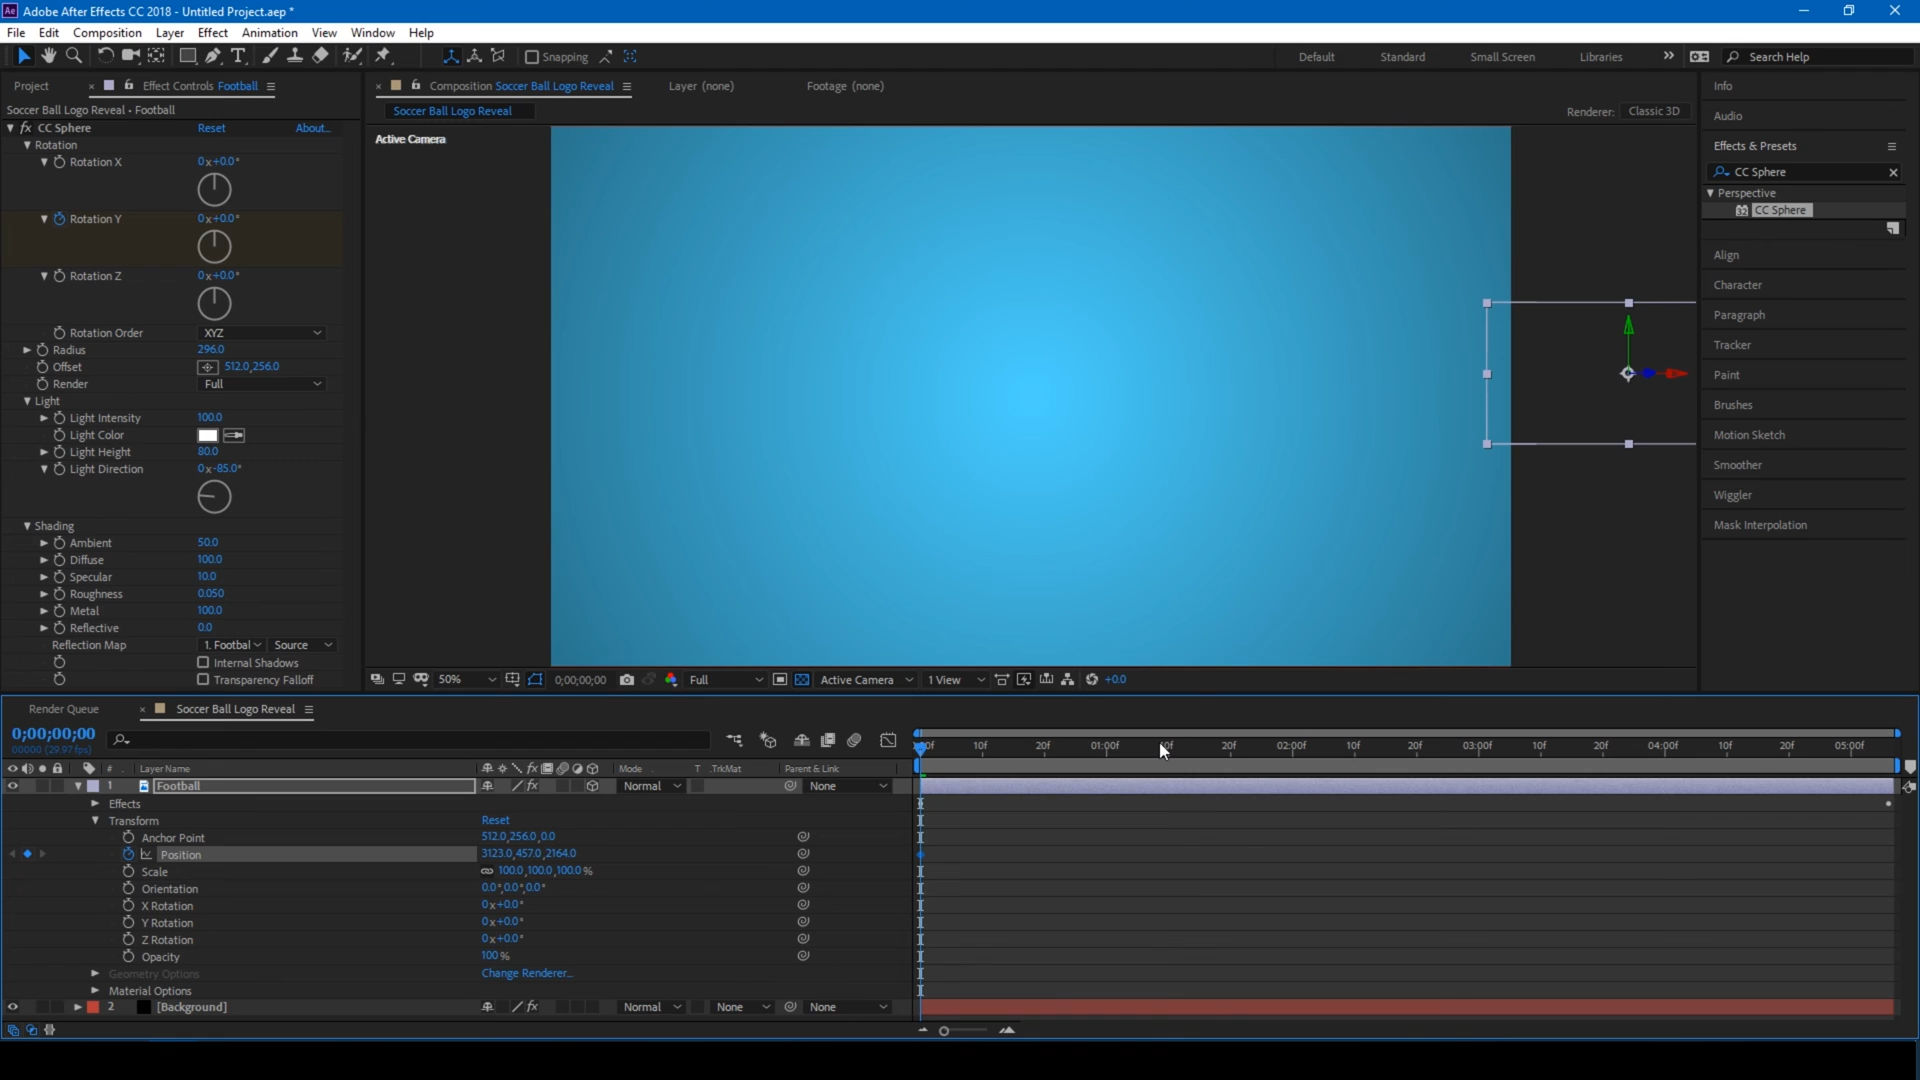 Adobe After Effects CC 2018 - Untitled Project.aep *
File Edit Composition Layer Effect Animation View Window Help
Snapping Default Standard Small Screen Libraries Search Help
Project Effect Controls Football
Soccer Ball Logo Reveal • Football
fx CC Sphere Reset About...
Rotation
Rotation X 0x+0.0°
Rotation Y 0x+0.0°
Rotation Z 0x+0.0°
Rotation Order XYZ
Radius 296.0
Offset 512.0,256.0
Render Full
Light
Light Intensity 100.0
Light Color
Light Height 80.0
Light Direction 0x-85.0°
Shading
Ambient 50.0
Diffuse 100.0
Specular 10.0
Roughness 0.050
Metal 100.0
Reflective 0.0
Reflection Map 1. Footbal Source
Internal Shadows
Transparency Falloff
Composition Soccer Ball Logo Reveal Layer (none) Footage (none)
Soccer Ball Logo Reveal Renderer: Classic 3D
Active Camera
50% 0;00;00;00 Full Active Camera 1 View +0.0
Info
Audio
Effects & Presets
CC Sphere
Perspective
32 CC Sphere
Align
Character
Paragraph
Tracker
Paint
Brushes
Motion Sketch
Smoother
Wiggler
Mask Interpolation
Render Queue Soccer Ball Logo Reveal
0;00;00;00
00000 (29.97 fps)
10f 20f 01:00f 20f 02:00f 10f 20f 03:00f 10f 20f 04:00f 10f 20f 05:00f
# Layer Name Mode T .TrkMat Parent & Link
1 Football Normal None
Effects
Transform Reset
Anchor Point 512.0,256.0,0.0
Position 3123.0,457.0,2164.0
Scale 100.0,100.0,100.0%
Orientation 0.0°,0.0°,0.0°
X Rotation 0x+0.0°
Y Rotation 0x+0.0°
Z Rotation 0x+0.0°
Opacity 100%
Geometry Options Change Renderer...
Material Options
2 [Background] Normal None None